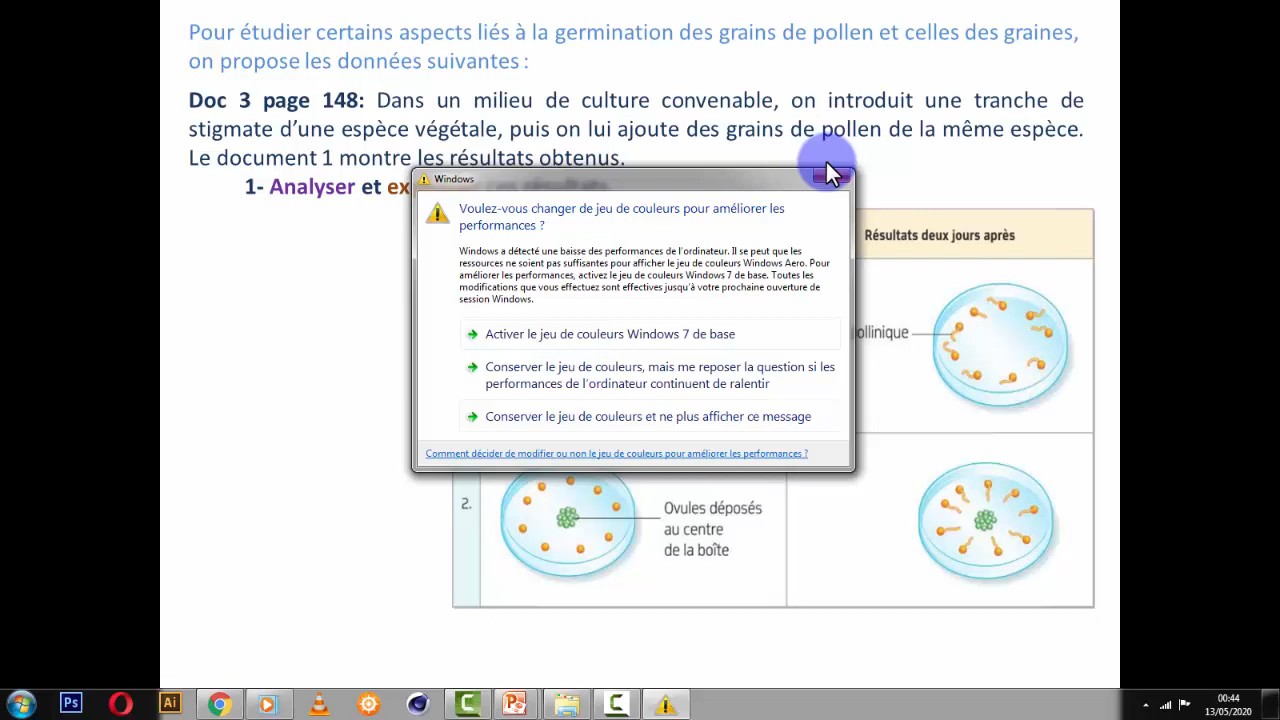 Pour étudier certains aspects liés à la germination des grains de pollen et celles des graines,
on propose les données suivantes :
Doc 3 page 148: Dans un milieu de culture convenable, on introduit une tranche de
stigmate d’une espèce végétale, puis on lui ajoute des grains de pollen de la même espèce.
Le document 1 montre les résultats obtenus.
1- Analyser et
Windows
Voulez-vous changer de jeu de couleurs pour améliorer les
performances ?
Windows a détecté une baisse des performances de l’ordinateur. Il se peut que les
ressources ne soient pas suffisantes pour afficher le jeu de couleurs Windows Aero. Pour
améliorer les performances, activez le jeu de couleurs Windows 7 de base. Toutes les
modifications que vous effectuez sont effectives jusqu’à votre prochaine ouverture de
session Windows.
Activer le jeu de couleurs Windows 7 de base
Conserver le jeu de couleurs, mais me reposer la question si les
performances de l’ordinateur continuent de ralentir
Conserver le jeu de couleurs et ne plus afficher ce message
Comment décider de modifier ou non le jeu de couleurs pour améliorer les performances ?
Résultats deux jours après
ollinique
2.
Ovules déposés
au centre
de la boîte
Ps
Ai
00:44
13/05/2020